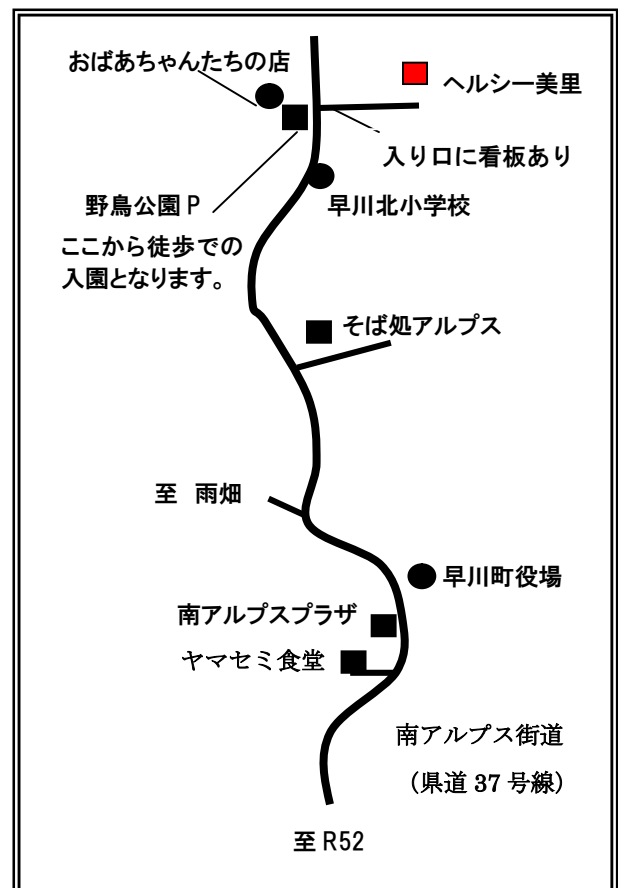 おばあちゃんたちの店
ヘルシー美里
入り口に看板あり
野鳥公園 P
早川北小学校
ここから徒歩での
入園となります。
そば処アルプス
至 雨畑
早川町役場
南アルプスプラザ
ヤマセミ食堂
南アルプス街道
（県道 37 号線）
至 R52